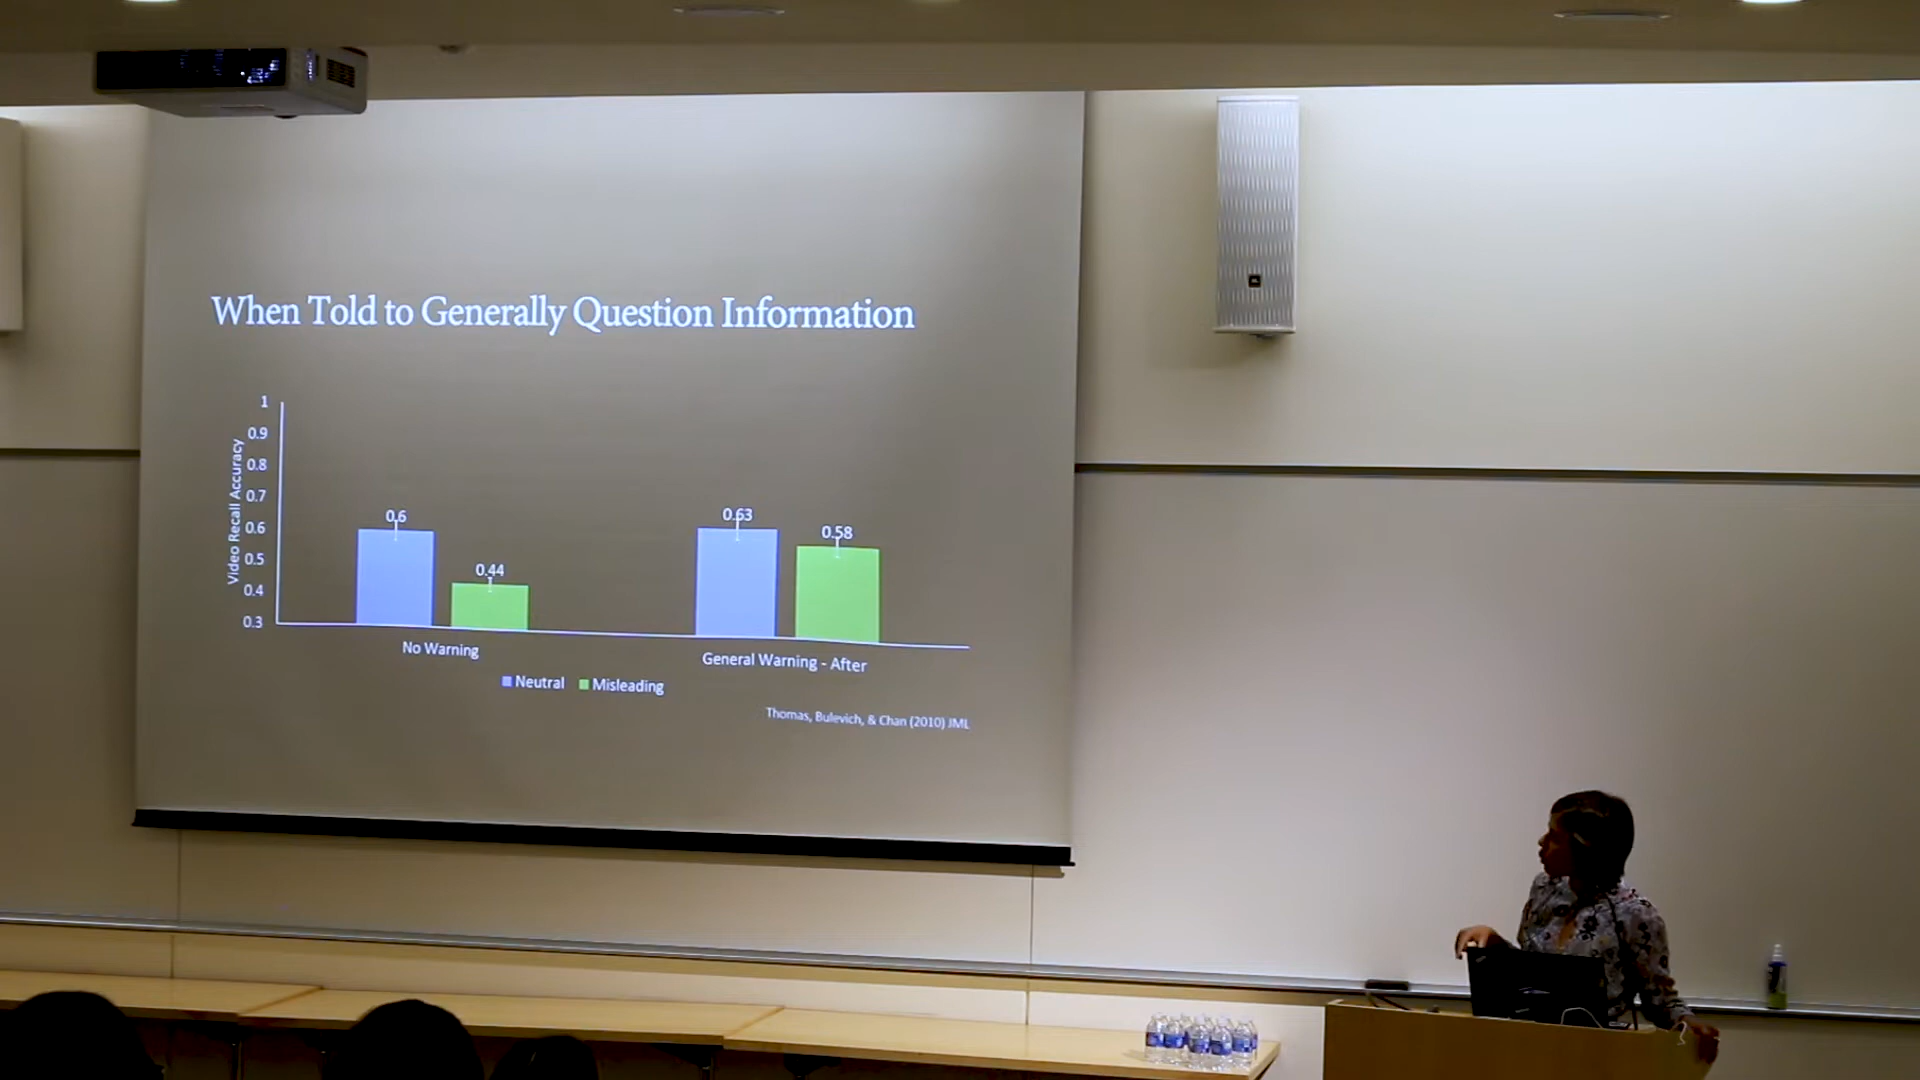 When Told to Generally Question Information
1
0.9
0.8
0.7
0.6
0.5
0.4
0.3
Video Recall Accuracy
0.6
0.44
0.63
0.58
No Warning
General Warning - After
Neutral
Misleading
Thomas, Bulevich, & Chan (2010) JML